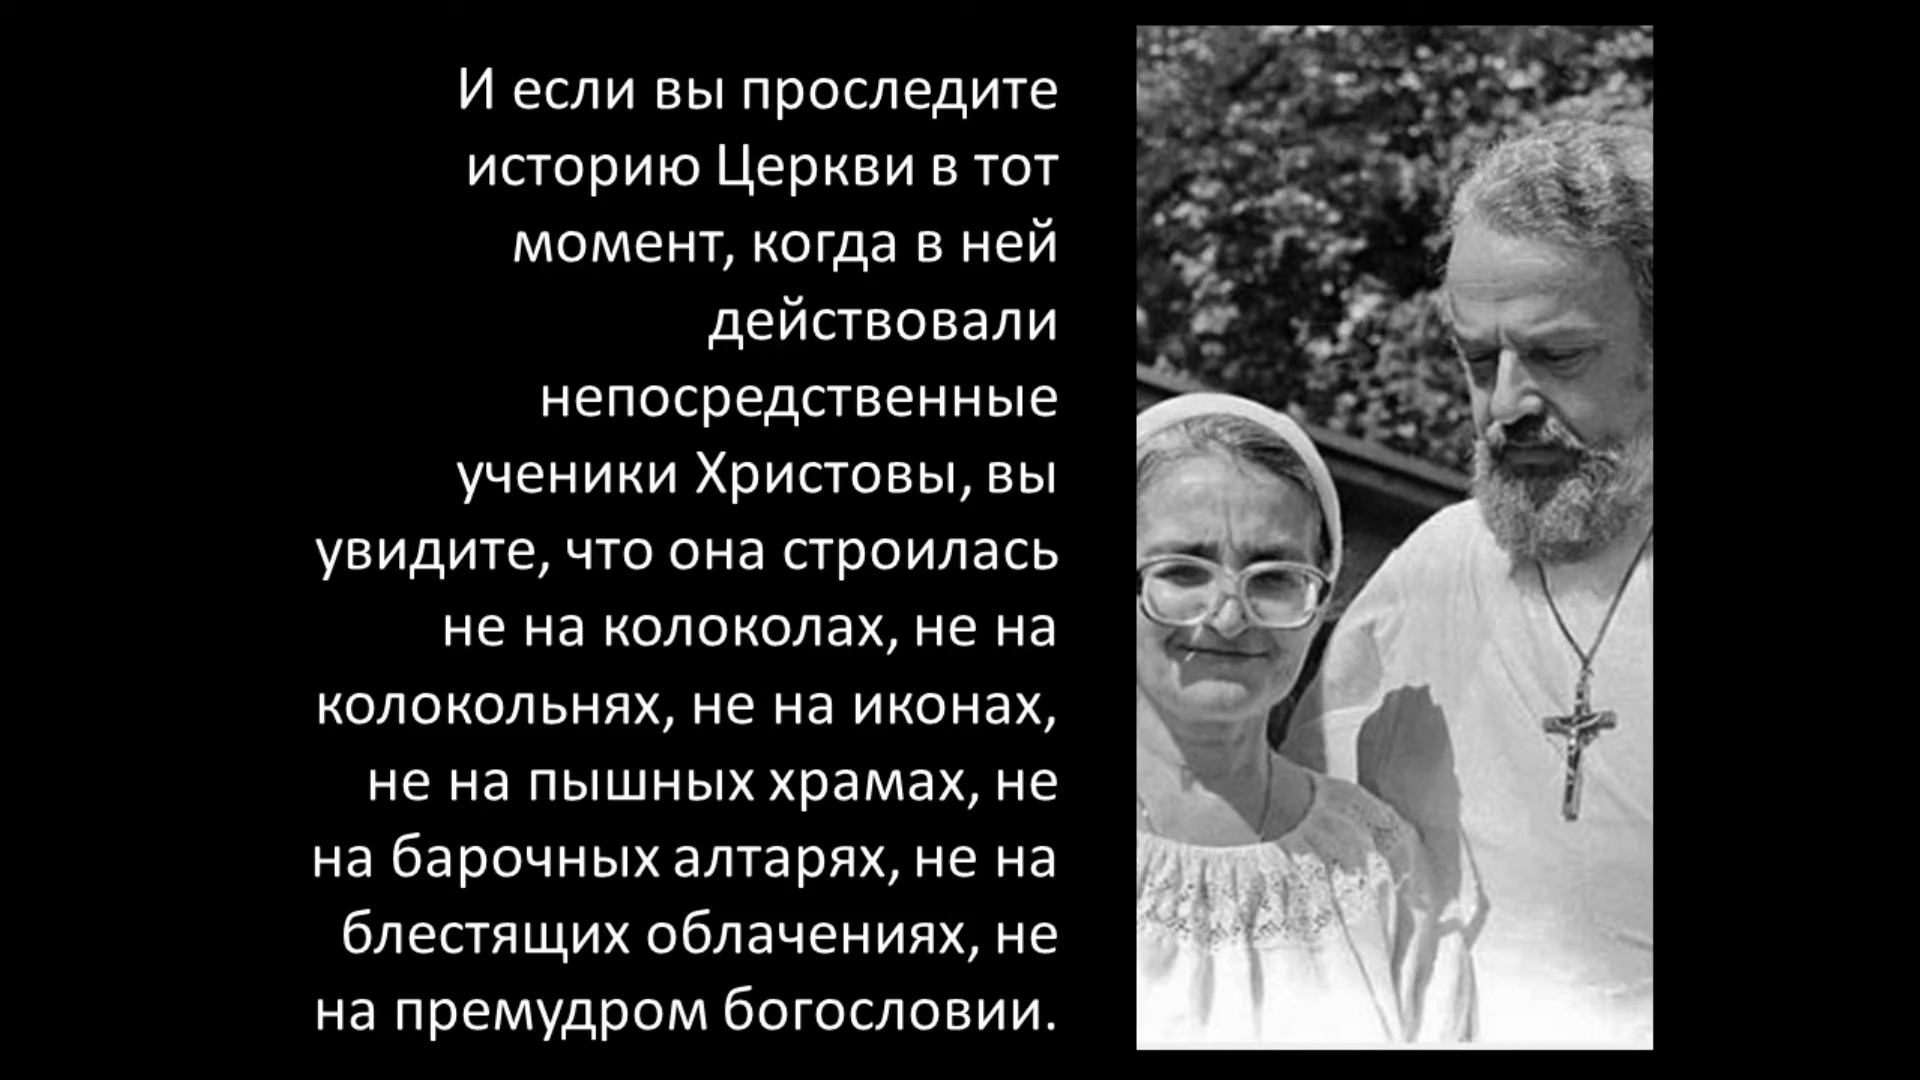 И если вы проследите
историю Церкви в тот
момент, когда в ней
действовали
непосредственные
ученики Христовы, вы
увидите, что она строилась
не на колоколах, не на
колокольнях, не на иконах,
не на пышных храмах, не
на барочных алтарях, не на
блестящих облачениях, не
на премудром богословии.